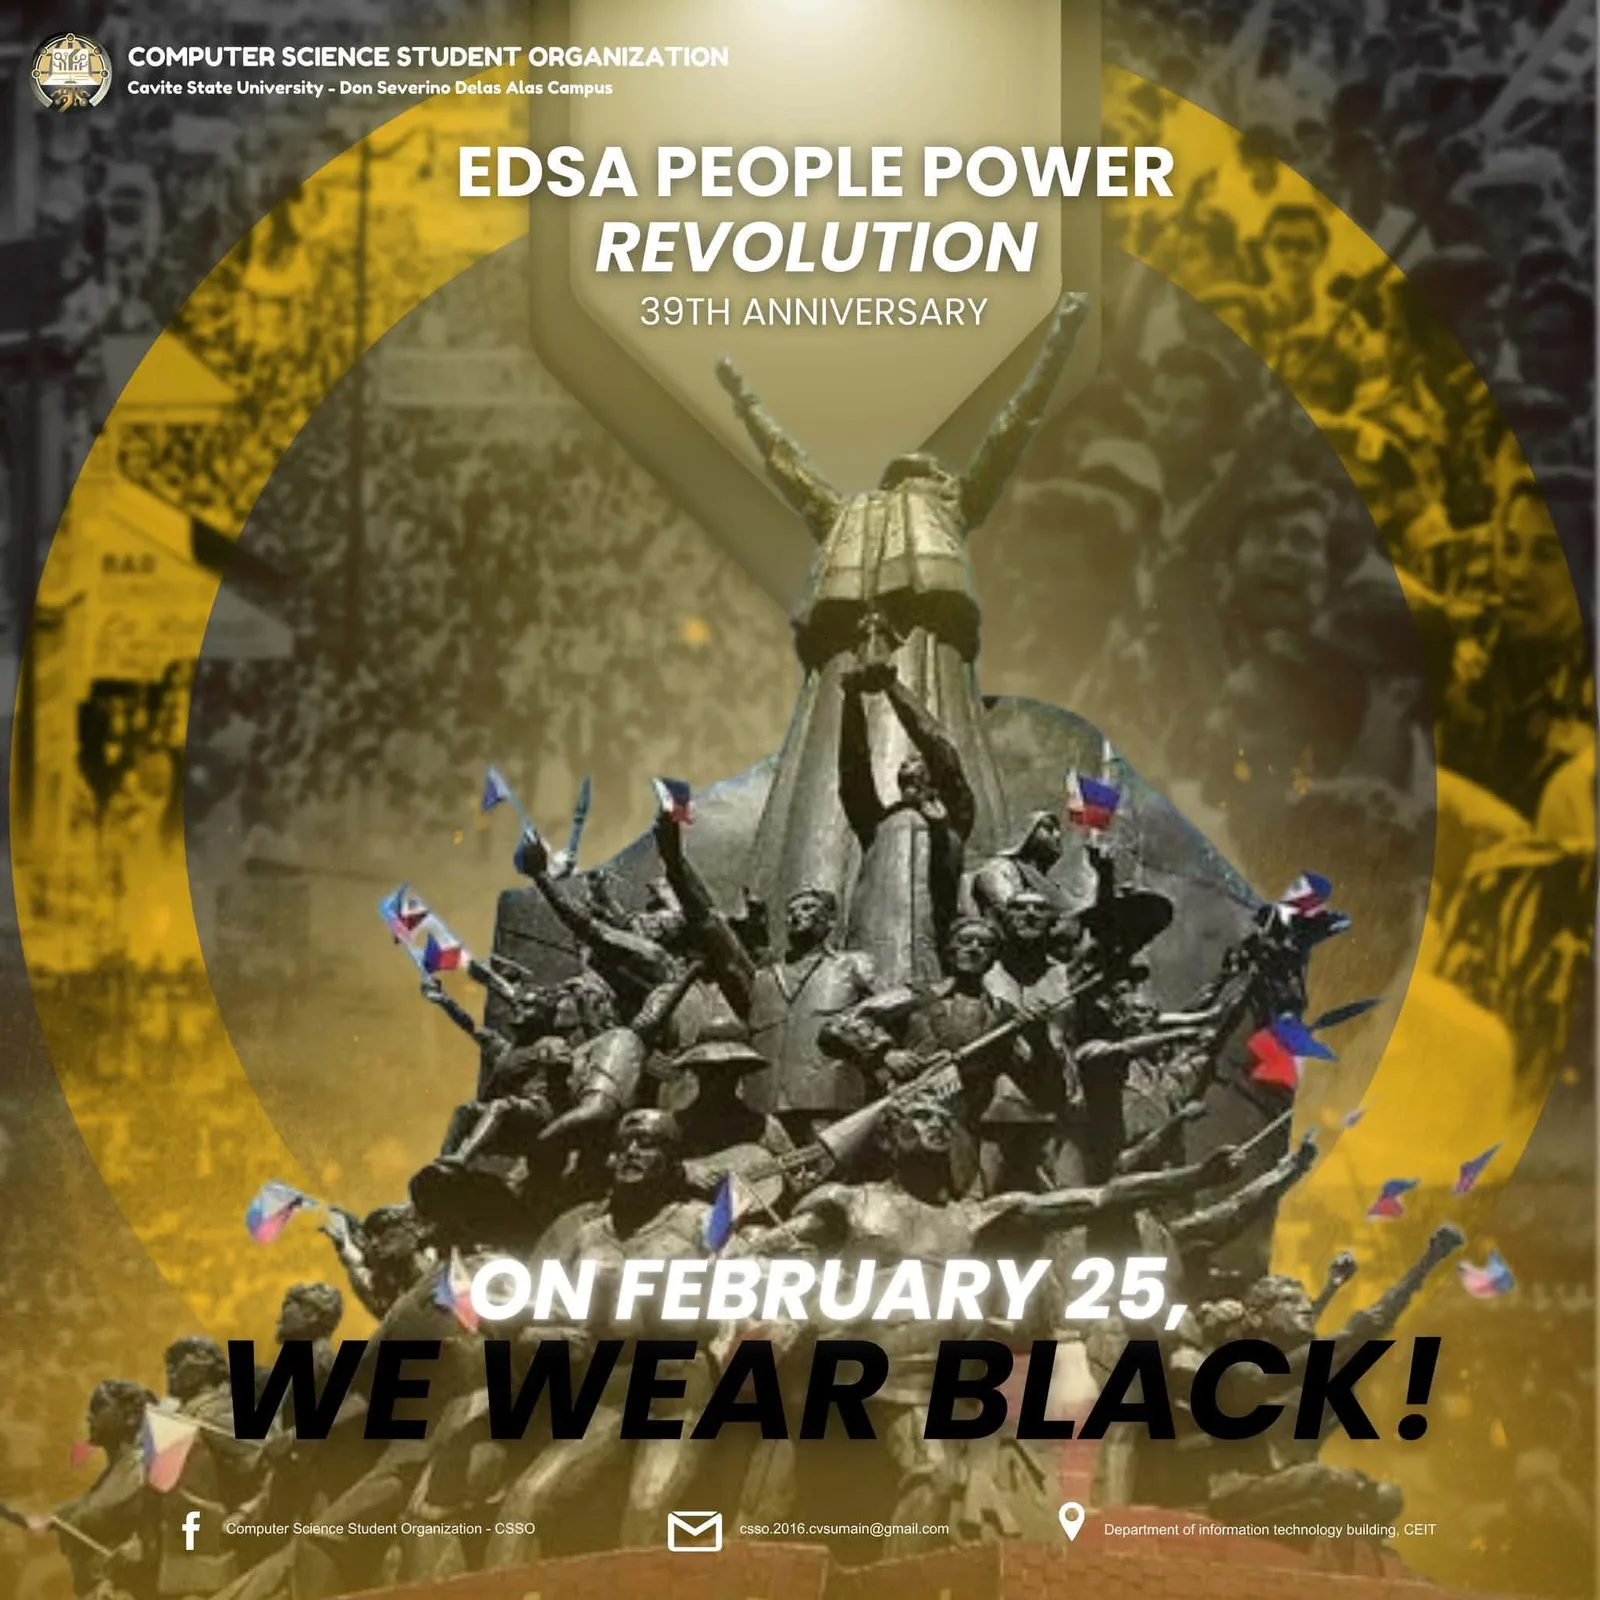 COMPUTER SCIENCE STUDENT ORGANIZATION
Cavite State University - Don Severino Delas Alas Campus
EDSA PEOPLE POWER
REVOLUTION
39TH ANNIVERSARY
BAR
ON FEBRUARY 25,
WE WEAR BLACK!
Computer Science Student Organization - CSSO
csso.2016.cvsumain@gmail.com
Department of information technology building, CEIT